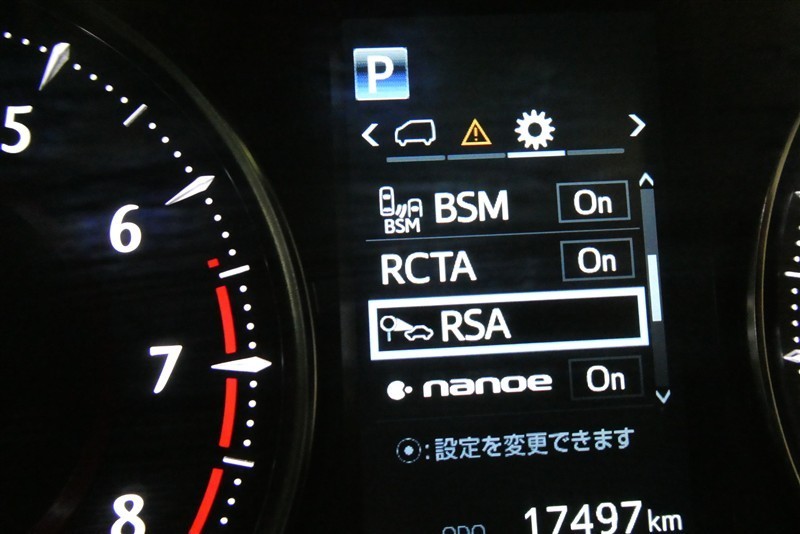 P
5
6
7
8
BSM BSM On
RCTA On
RSA
nanoe On
:設定を変更できます
ODO 17497km